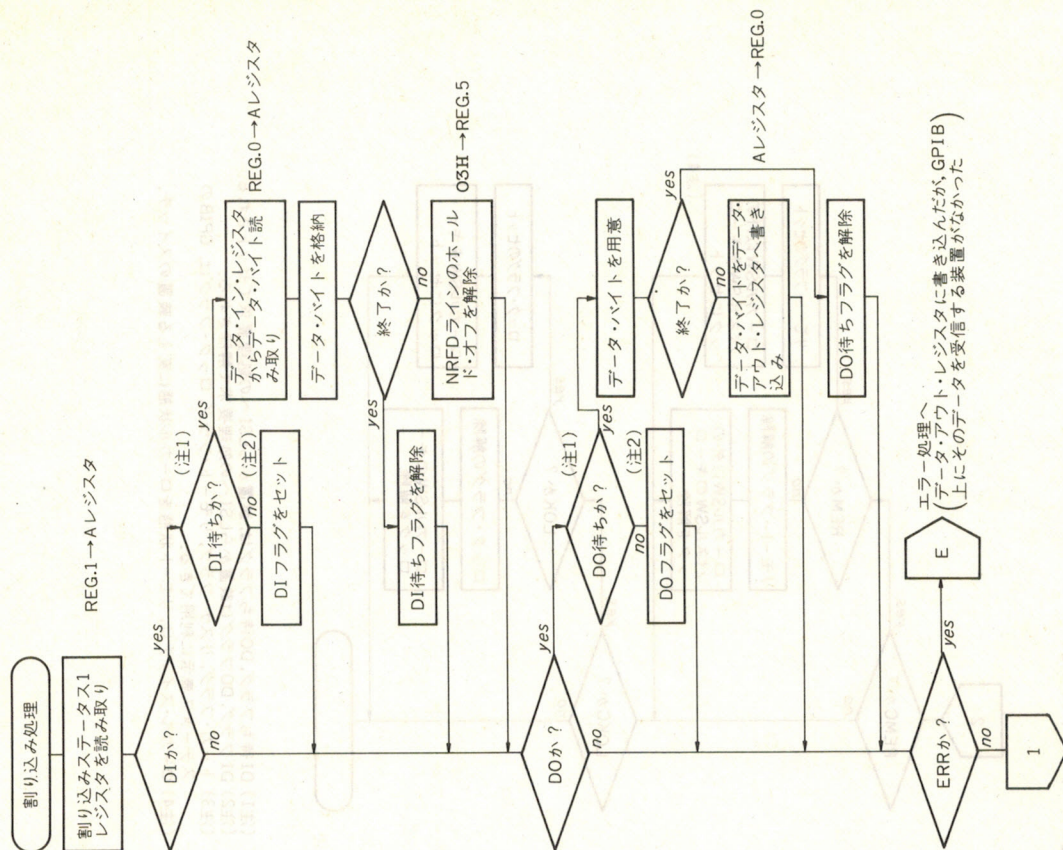 割り込み処理
割り込みステータス1
レジスタを読み取り
REG.1→Aレジスタ
DIか?
yes
no
DI待ちか?
(注1)
yes
no
(注2)
DIフラグをセット
データ・イン・レジスタ
からデータ・バイト読
み取り
REG.0→Aレジスタ
データ・バイトを格納
終了か?
yes
no
DI待ちフラグを解除
NRFDラインのホール
ド・オフを解除
03H→REG.5
DOか?
yes
no
DO待ちか?
(注1)
yes
no
(注2)
DOフラグをセット
データ・バイトを用意
終了か?
yes
no
データ・バイトをデータ・
アウト・レジスタへ書き
込み
Aレジスタ→REG.0
DO待ちフラグを解除
ERRか?
yes
no
E
エラー処理へ
(データ・アウト・レジスタに書き込んだが,GPIB
上にそのデータを受信する装置がなかった)
1